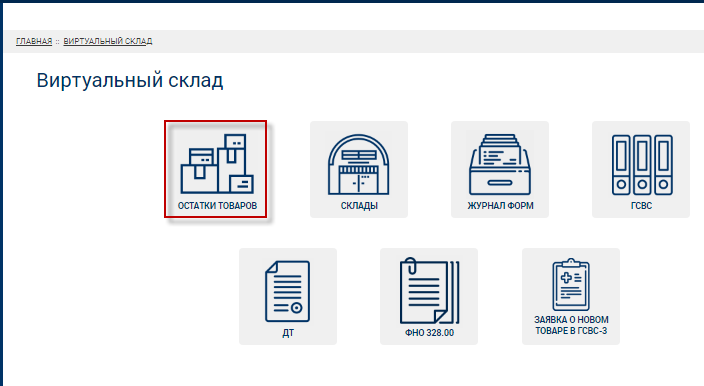 ГЛАВНАЯ :: ВИРТУАЛЬНЫЙ СКЛАД
Виртуальный склад
ОСТАТКИ ТОВАРОВ
СКЛАДЫ
ЖУРНАЛ ФОРМ
ГСВС
ДТ
ФНО 328.00
ЗАЯВКА О НОВОМ
ТОВАРЕ В ГСВС-3